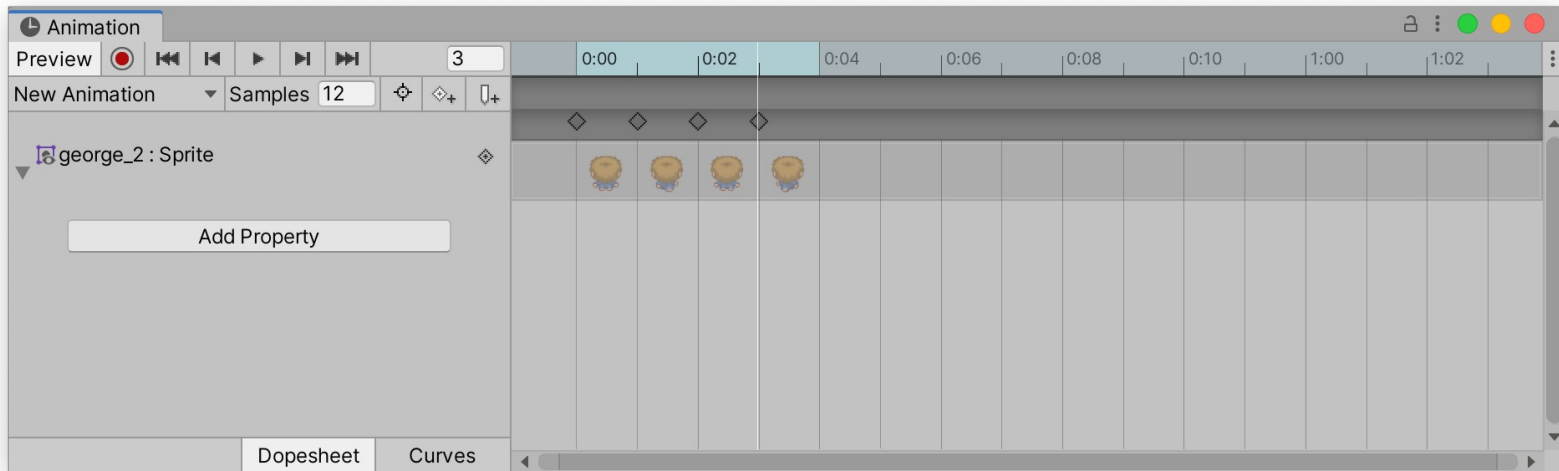 Animation
Preview 3 0:00 0:02 0:04 0:06 0:08 0:10 1:00 1:02
New Animation Samples 12
george_2 : Sprite
Add Property
Dopesheet Curves